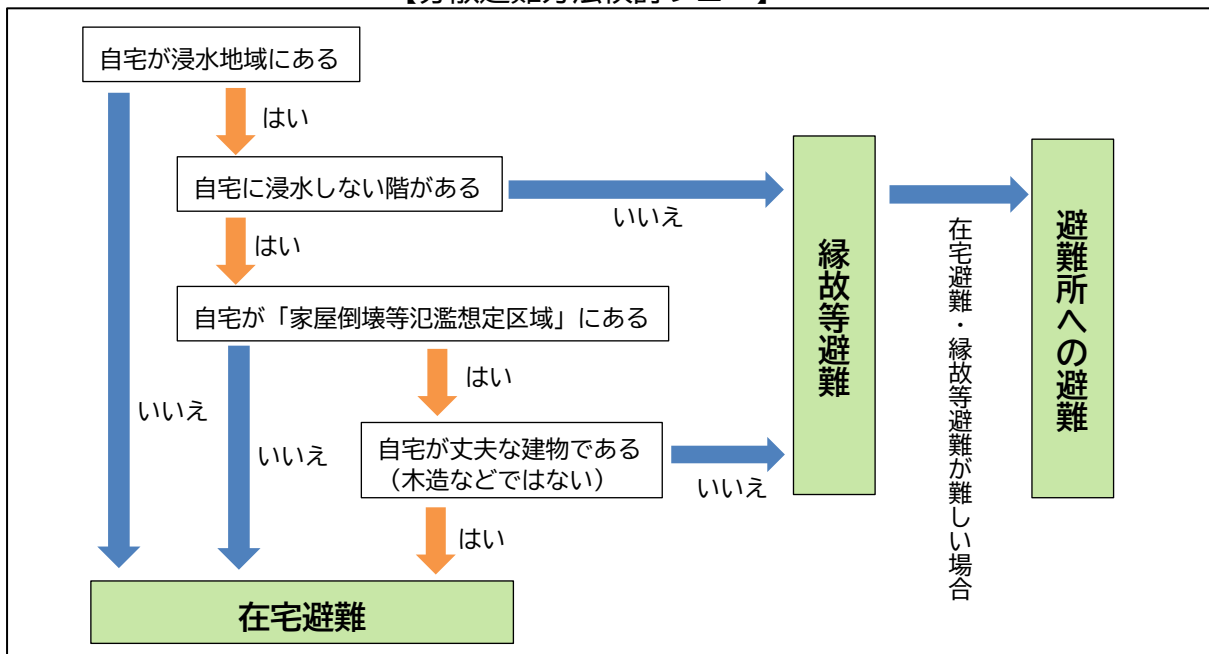 自宅が浸水地域にある
はい
自宅に浸水しない階がある
いいえ
はい
自宅が「家屋倒壊等氾濫想定区域」にある
はい
いいえ
いいえ
自宅が丈夫な建物である
（木造などではない）
いいえ
はい
在宅避難
縁故等避難
在宅避難・縁故等避難が難しい場合
避難所への避難